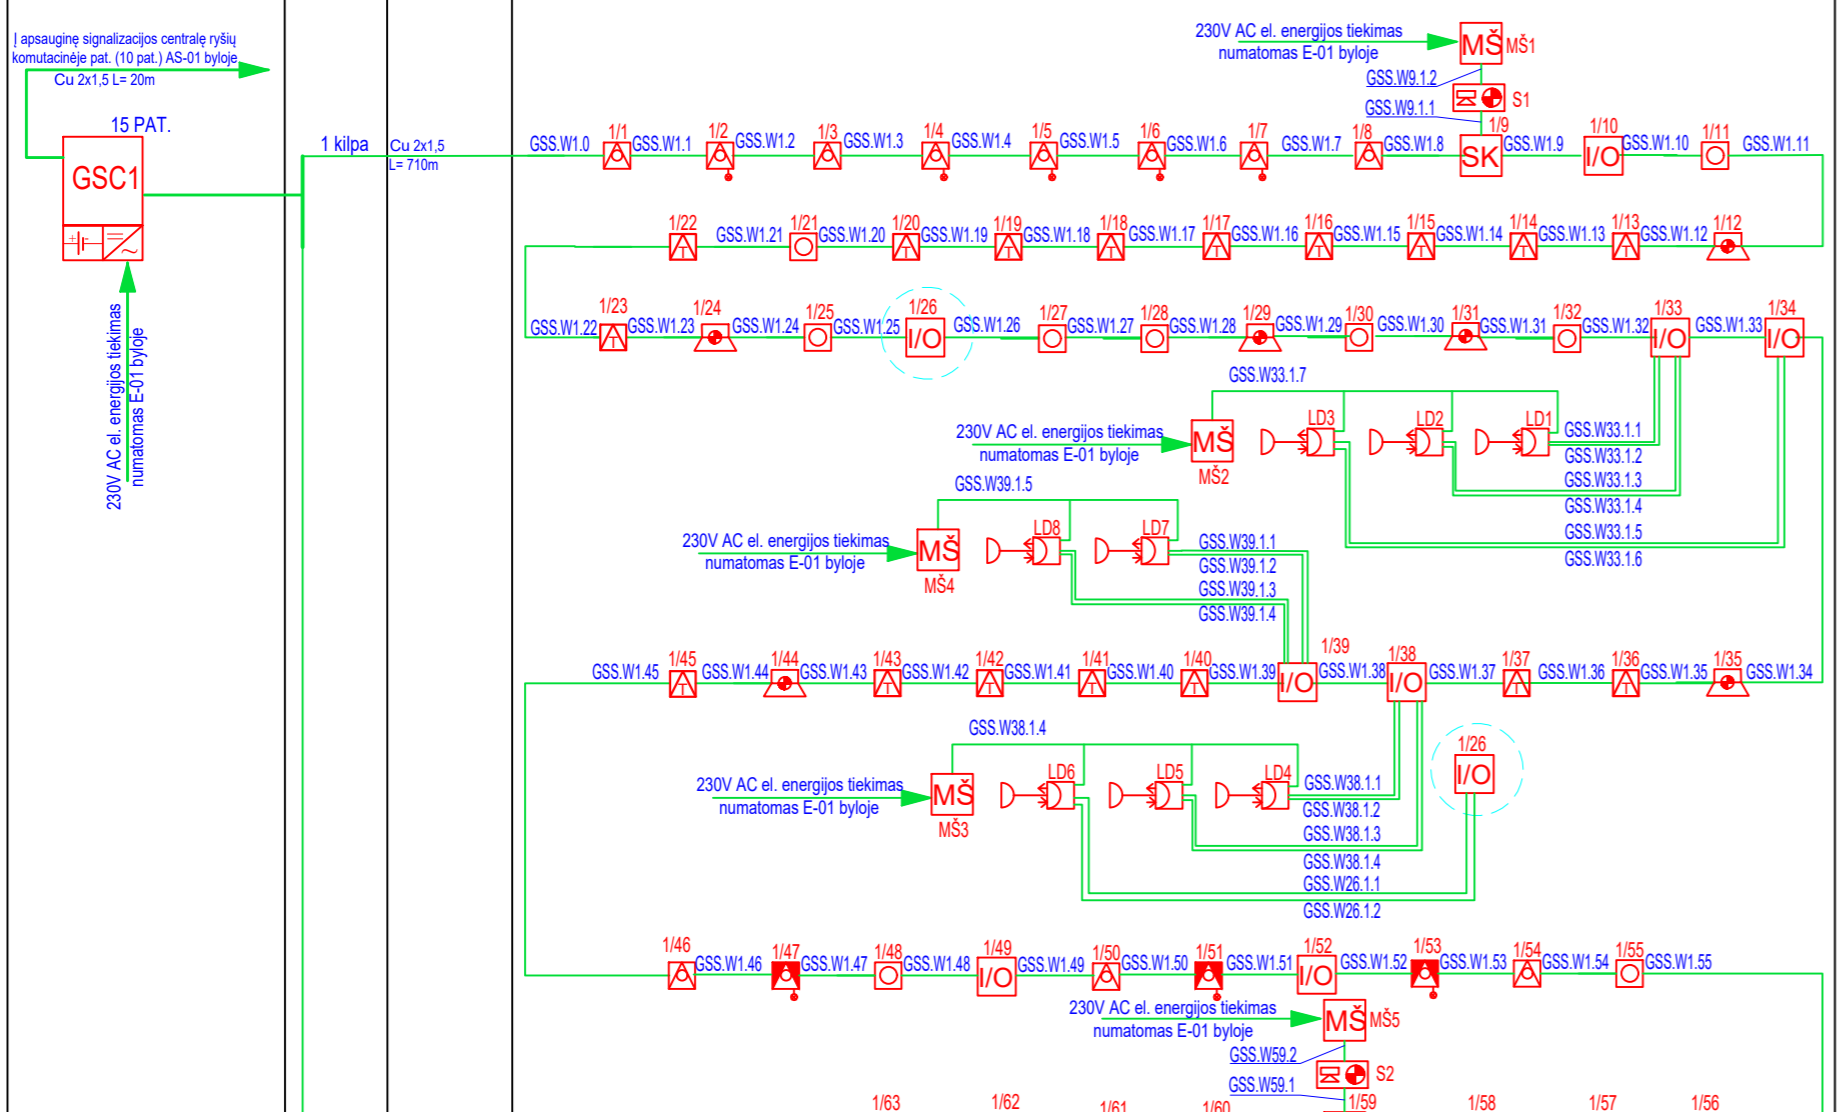 Į apsauginę signalizacijos centralę ryšių
komutacinėje pat. (10 pat.) AS-01 byloje
Cu 2x1,5 L= 20m
15 PAT.
GSC1
230V AC el. energijos tiekimas
numatomas E-01 byloje
1 kilpa
Cu 2x1,5
L= 710m
230V AC el. energijos tiekimas
numatomas E-01 byloje
MŠ MŠ1
GSS.W9.1.2
S1
GSS.W9.1.1
1/1 1/2 1/3 1/4 1/5 1/6 1/7 1/8 1/9 1/10 1/11
GSS.W1.0 GSS.W1.1 GSS.W1.2 GSS.W1.3 GSS.W1.4 GSS.W1.5 GSS.W1.6 GSS.W1.7 GSS.W1.8 SK GSS.W1.9 I/O GSS.W1.10 GSS.W1.11
1/22 1/21 1/20 1/19 1/18 1/17 1/16 1/15 1/14 1/13 1/12
T GSS.W1.21 GSS.W1.20 T GSS.W1.19 T GSS.W1.18 T GSS.W1.17 T GSS.W1.16 T GSS.W1.15 T GSS.W1.14 T GSS.W1.13 T GSS.W1.12
1/23 1/24 1/25 1/26 1/27 1/28 1/29 1/30 1/31 1/32 1/33 1/34
GSS.W1.22 T GSS.W1.23 GSS.W1.24 GSS.W1.25 I/O GSS.W1.26 GSS.W1.27 GSS.W1.28 GSS.W1.29 GSS.W1.30 GSS.W1.31 GSS.W1.32 I/O GSS.W1.33 I/O
GSS.W33.1.7
230V AC el. energijos tiekimas
numatomas E-01 byloje
MŠ
MŠ2
LD3 LD2 LD1
GSS.W33.1.1
GSS.W33.1.2
GSS.W33.1.3
GSS.W33.1.4
GSS.W33.1.5
GSS.W33.1.6
GSS.W39.1.5
230V AC el. energijos tiekimas
numatomas E-01 byloje
MŠ
MŠ4
LD8 LD7
GSS.W39.1.1
GSS.W39.1.2
GSS.W39.1.3
GSS.W39.1.4
1/45 1/44 1/43 1/42 1/41 1/40 1/39 1/38 1/37 1/36 1/35
GSS.W1.45 T GSS.W1.44 GSS.W1.43 T GSS.W1.42 T GSS.W1.41 T GSS.W1.40 T GSS.W1.39 I/O GSS.W1.38 I/O GSS.W1.37 T GSS.W1.36 T GSS.W1.35 GSS.W1.34
GSS.W38.1.4
230V AC el. energijos tiekimas
numatomas E-01 byloje
MŠ
MŠ3
LD6 LD5 LD4
1/26
I/O
GSS.W38.1.1
GSS.W38.1.2
GSS.W38.1.3
GSS.W38.1.4
GSS.W26.1.1
GSS.W26.1.2
1/46 1/47 1/48 1/49 1/50 1/51 1/52 1/53 1/54 1/55
GSS.W1.46 GSS.W1.47 GSS.W1.48 I/O GSS.W1.49 GSS.W1.50 GSS.W1.51 I/O GSS.W1.52 GSS.W1.53 GSS.W1.54 GSS.W1.55
230V AC el. energijos tiekimas
numatomas E-01 byloje
MŠ MŠ5
GSS.W59.2
S2
GSS.W59.1
1/63 1/62 1/61 1/60 1/59 1/58 1/57 1/56